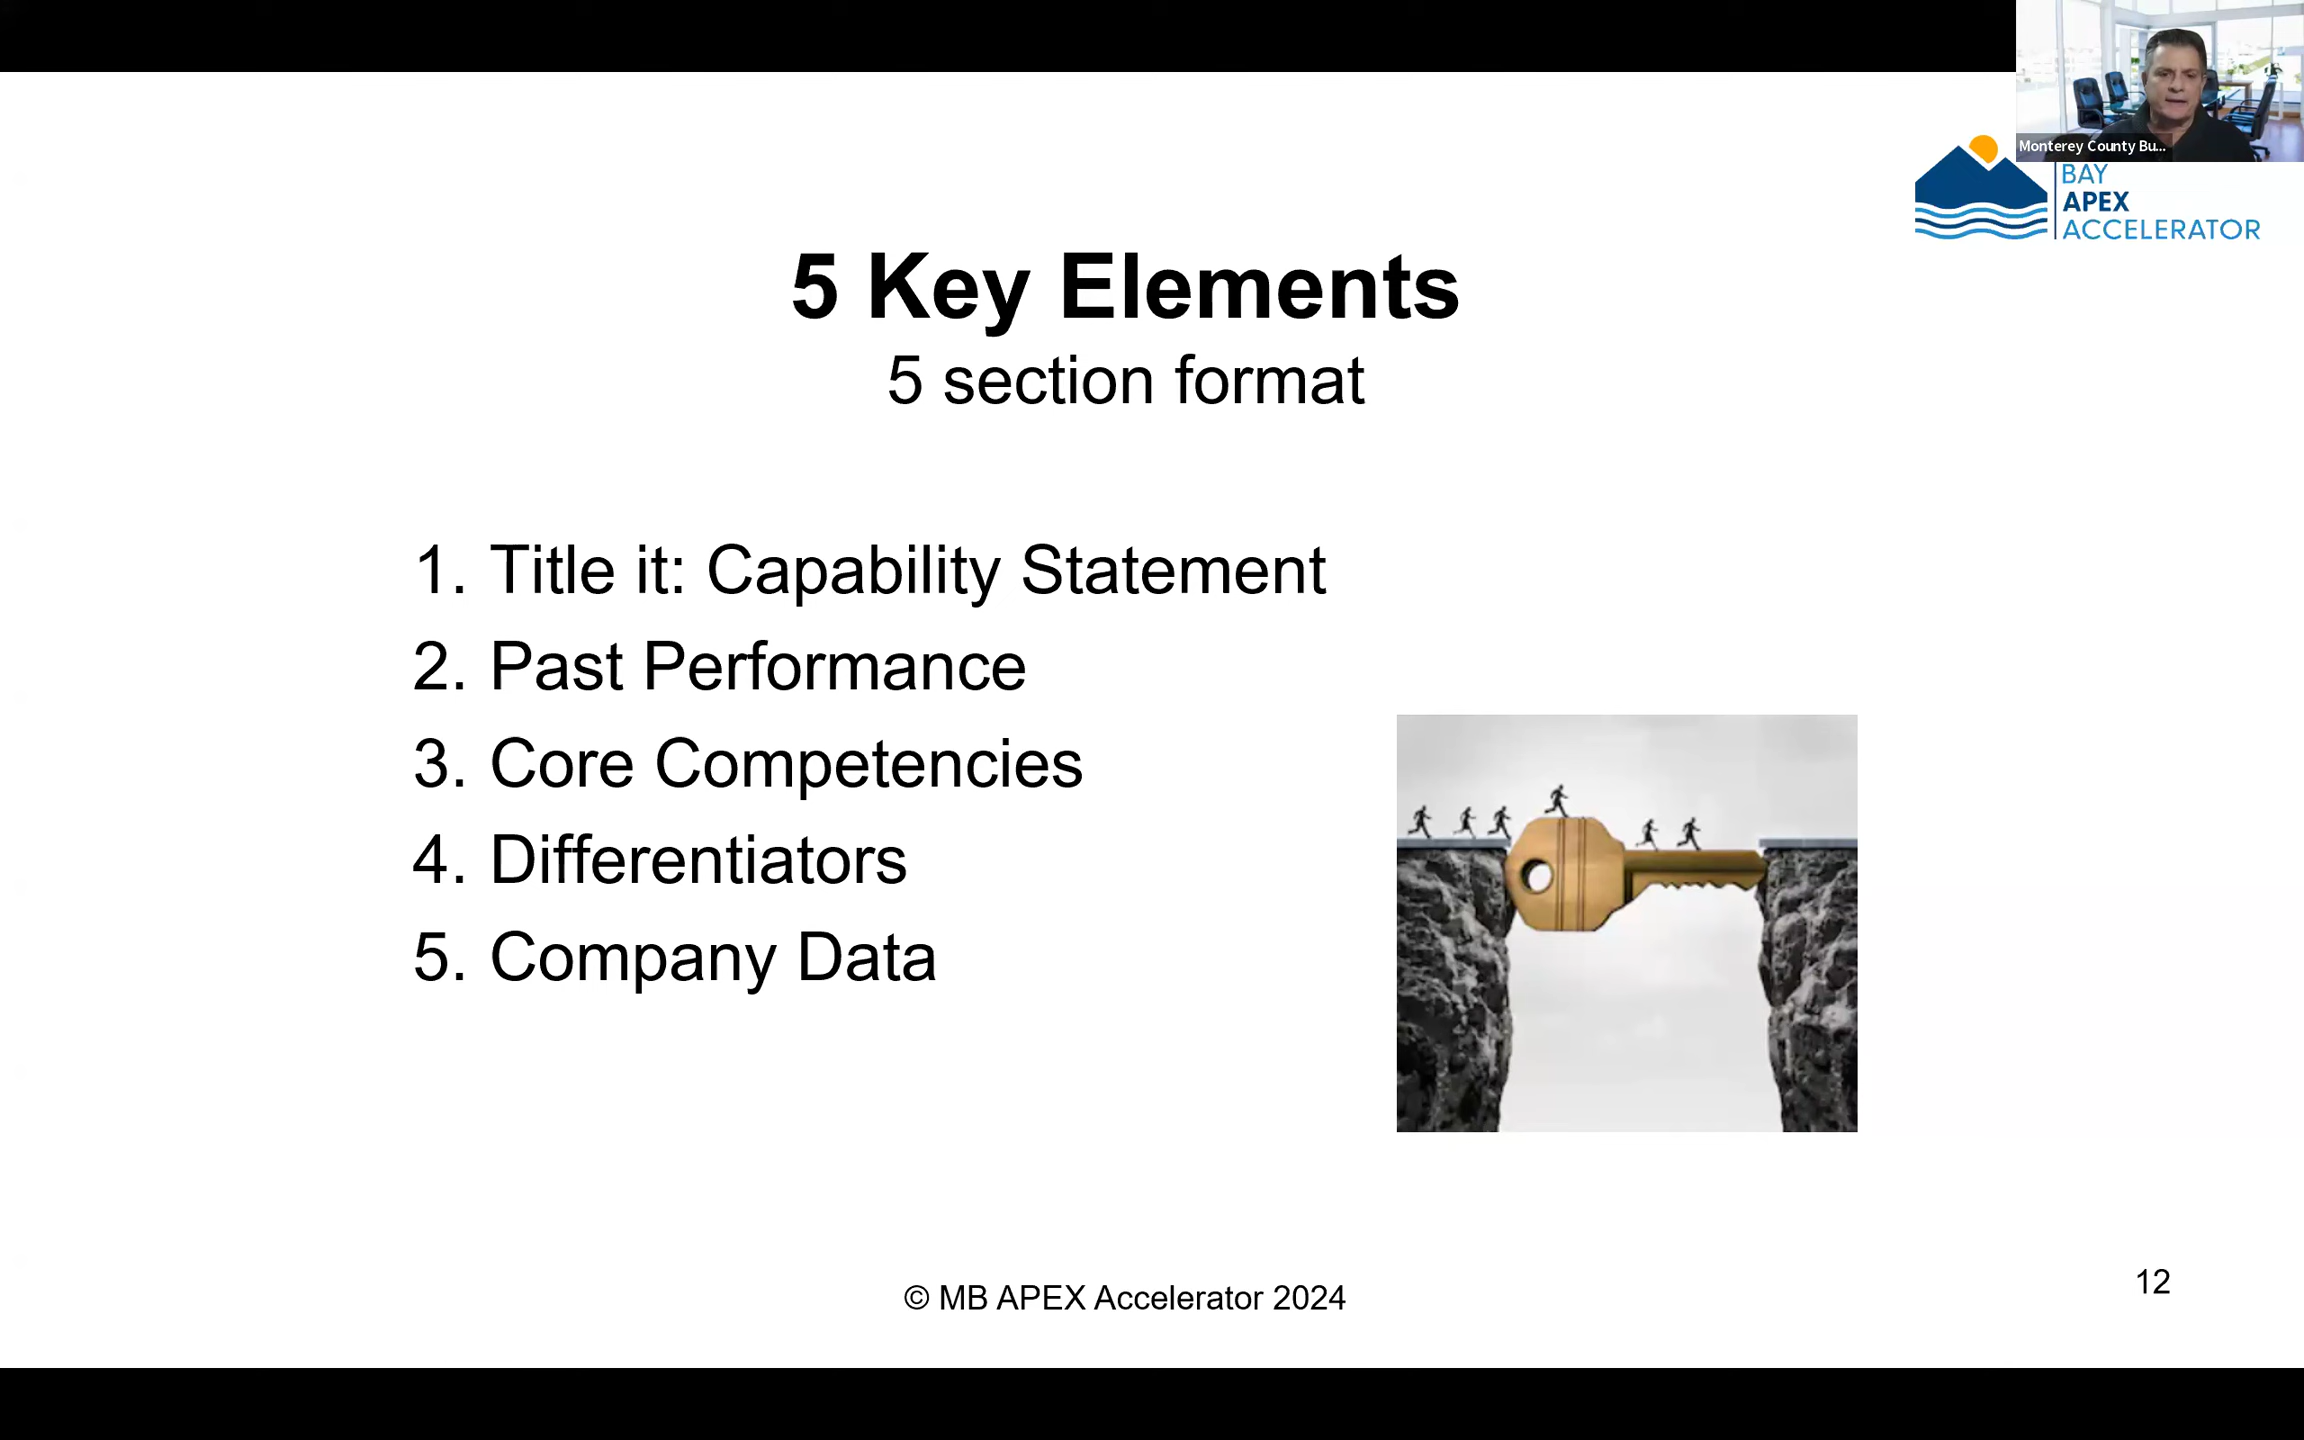 Monterey County Bu...
BAY
APEX
ACCELERATOR
5 Key Elements
5 section format
1. Title it: Capability Statement
2. Past Performance
3. Core Competencies
4. Differentiators
5. Company Data
© MB APEX Accelerator 2024
12